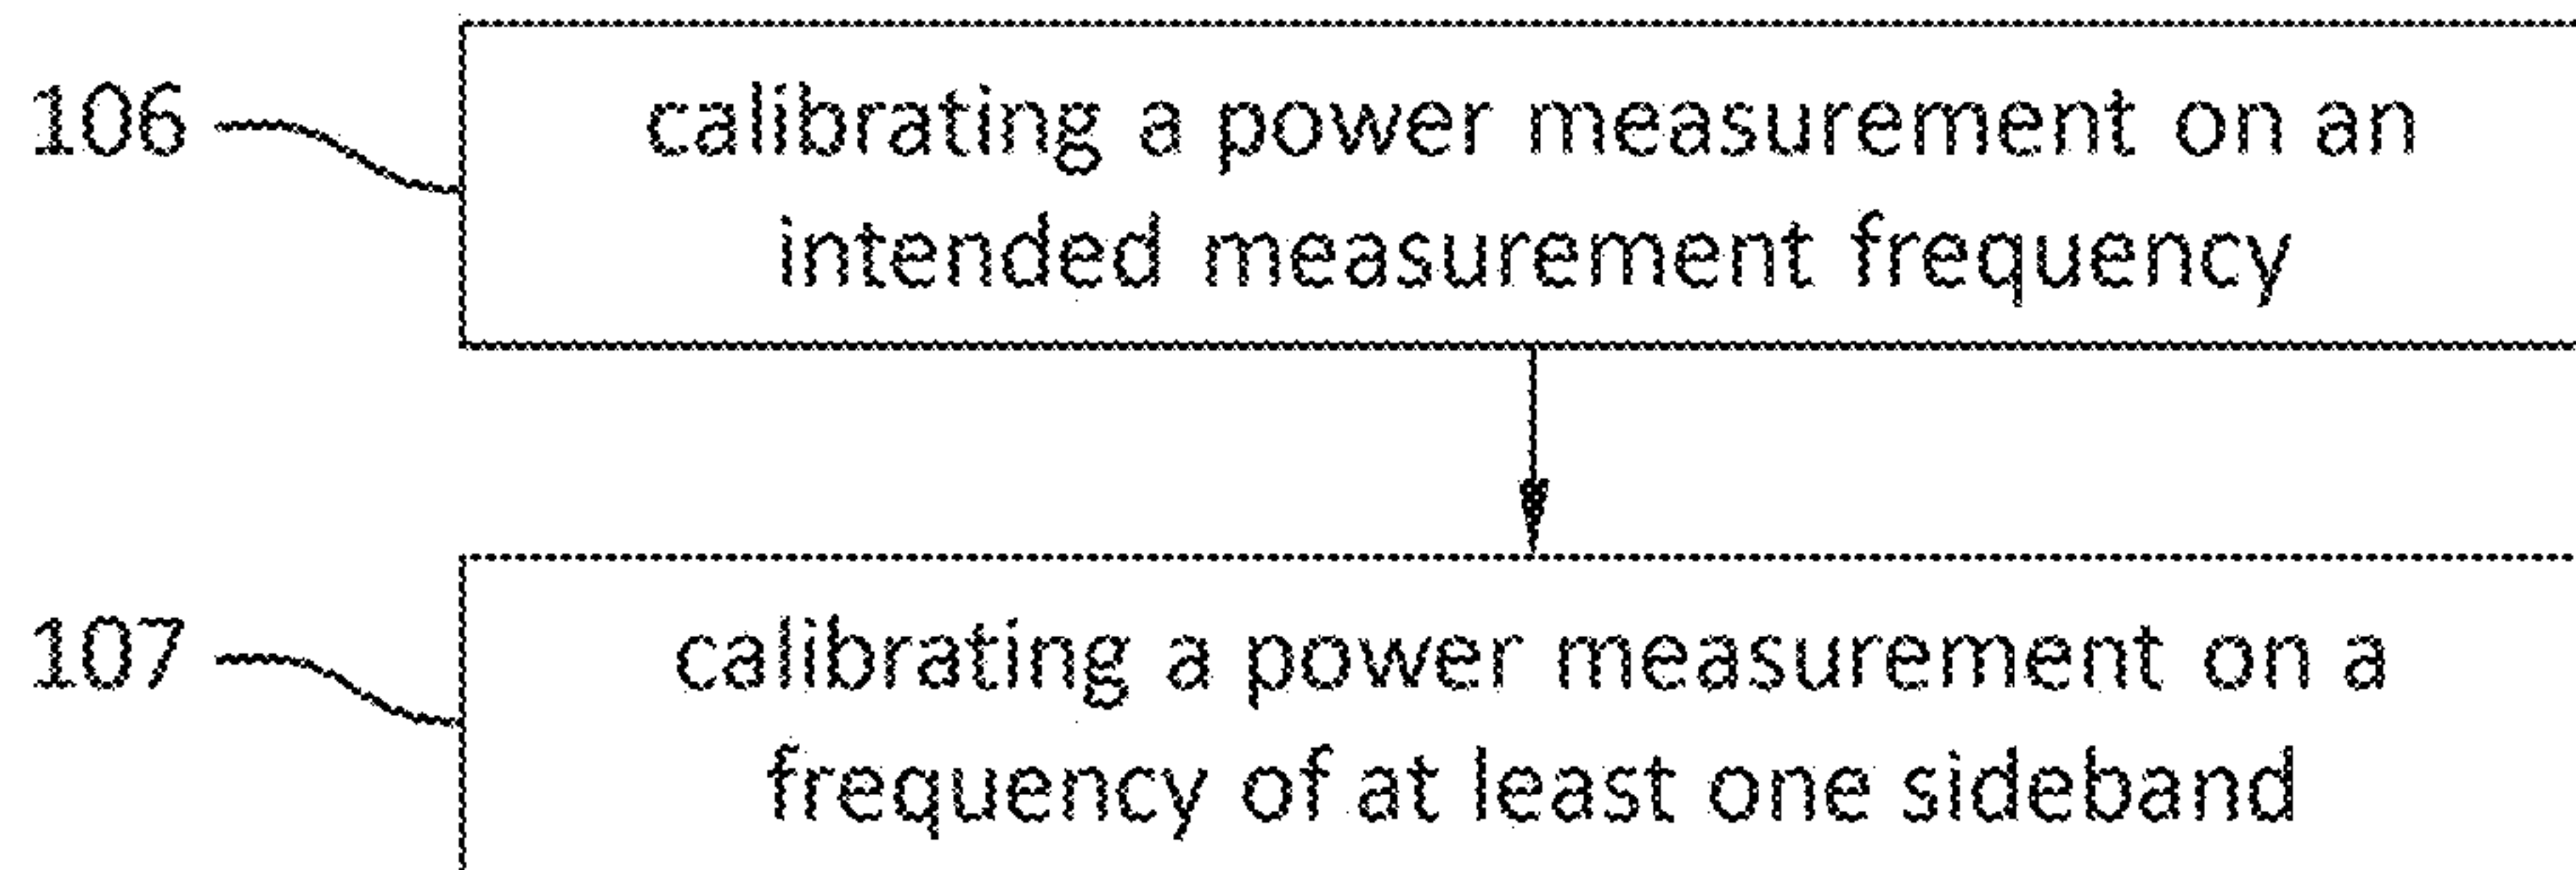 106
calibrating a power measurement on an
intended measurement frequency
107
calibrating a power measurement on a
frequency of at least one sideband